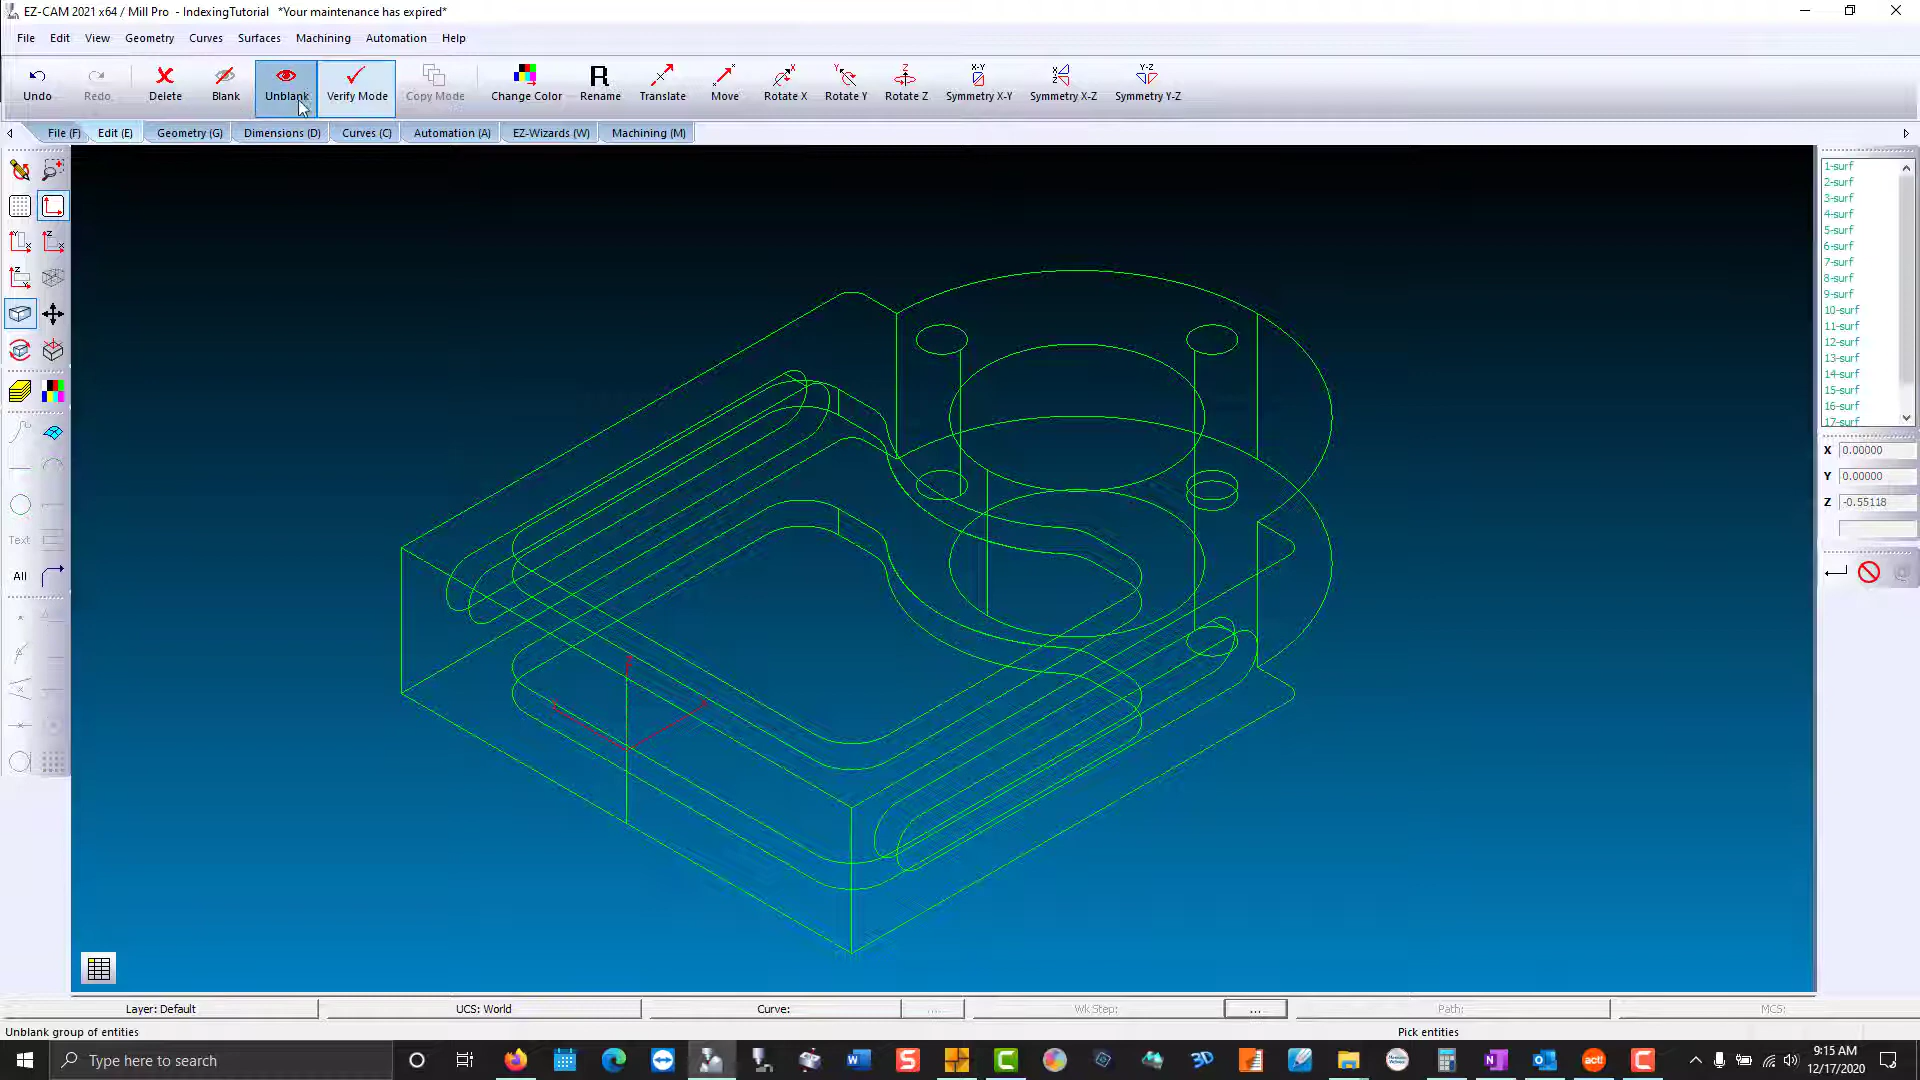 EZ-CAM 2021 x64 / Mill Pro - IndexingTutorial *Your maintenance has expired*
File Edit View Geometry Curves Surfaces Machining Automation Help
Undo Redo Delete Blank Unblank Verify Mode Copy Mode Change Color Rename Translate Move Rotate X Rotate Y Rotate Z Symmetry X-Y Symmetry X-Z Symmetry Y-Z
File (F) Edit (E) Geometry (G) Dimensions (D) Curves (C) Automation (A) EZ-Wizards (W) Machining (M)
1-surf
2-surf
3-surf
4-surf
5-surf
6-surf
7-surf
8-surf
9-surf
10-surf
11-surf
12-surf
13-surf
14-surf
15-surf
16-surf
17-surf
X 0.00000
Y 0.00000
Z -0.55118
Text
All
Layer: Default UCS: World Curve: .... Wk Step: ... Path: MCS:
Unblank group of entities Pick entities
Type here to search
9:15 AM
12/17/2020